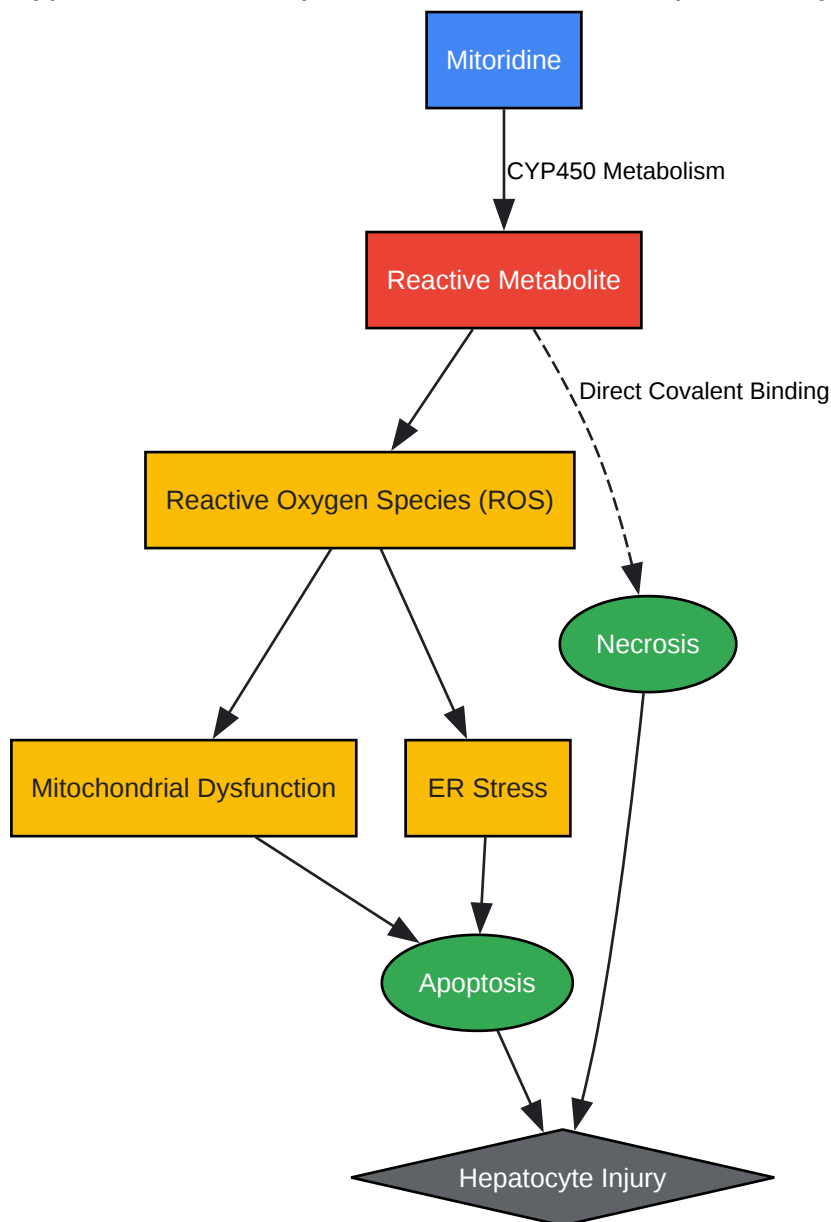 Mitoridine
CYP450 Metabolism
Reactive Metabolite
Direct Covalent Binding
Reactive Oxygen Species (ROS)
Necrosis
Mitochondrial Dysfunction
ER Stress
Apoptosis
Hepatocyte Injury